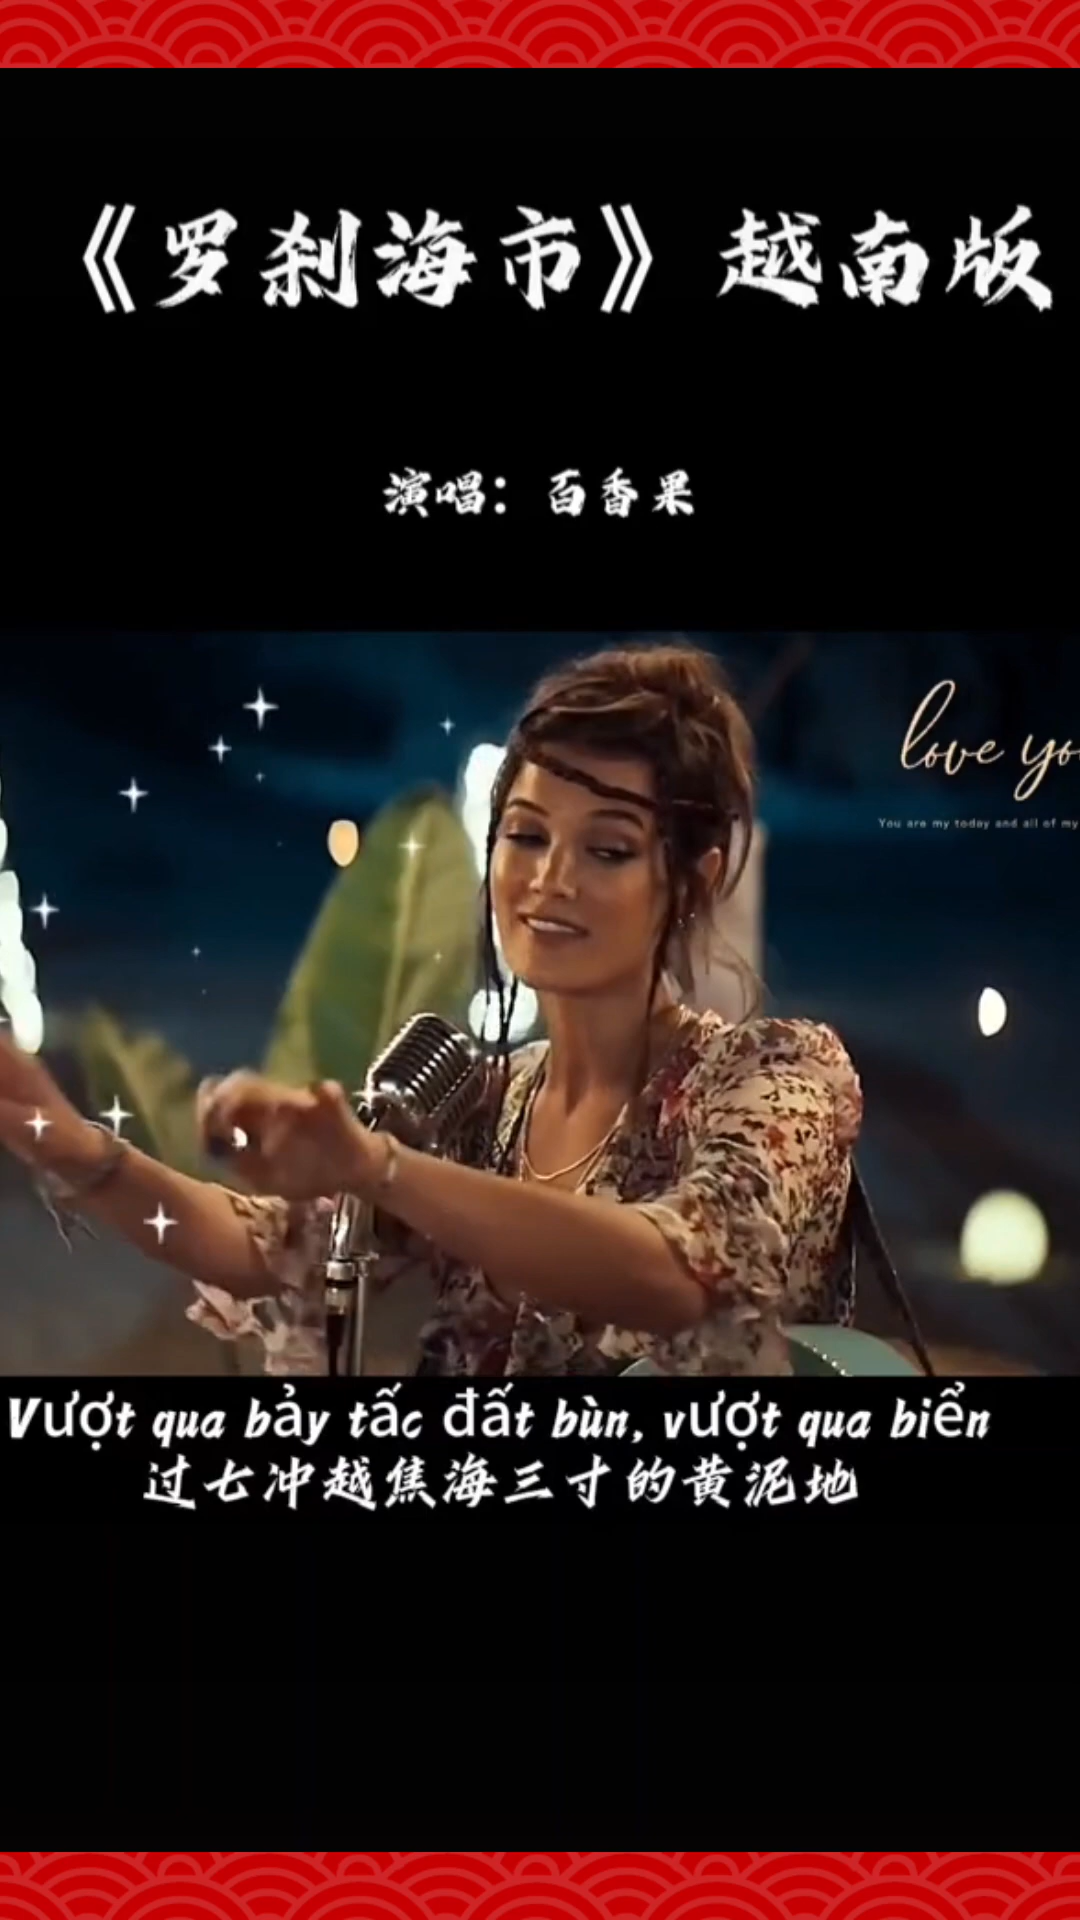 《罗刹海市》越南版
演唱：百香果
love yo
You are my today and all of my
Vượt qua bảy tấc đất bùn, vượt qua biển
过七冲越焦海三寸的黄泥地